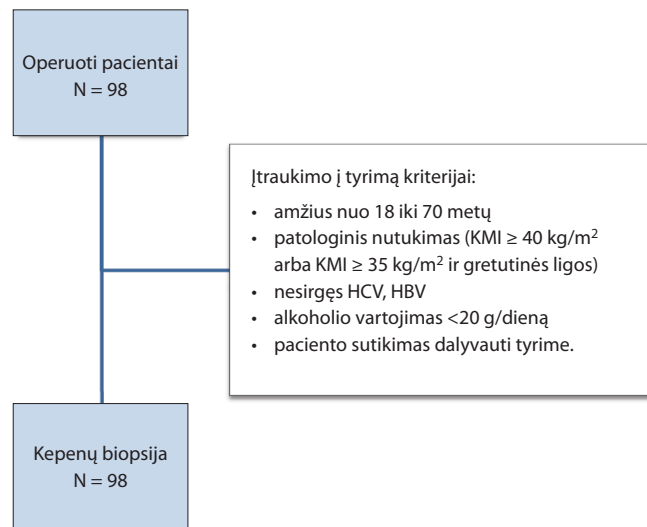 Operuoti pacientai
N = 98
Įtraukimo į tyrimą kriterijai:
• amžius nuo 18 iki 70 metų
• patologinis nutukimas (KMI ≥ 40 kg/m²
arba KMI ≥ 35 kg/m² ir gretutinės ligos)
• nesirgęs HCV, HBV
• alkoholio vartojimas <20 g/dieną
• paciento sutikimas dalyvauti tyrime.
Kepenų biopsija
N = 98